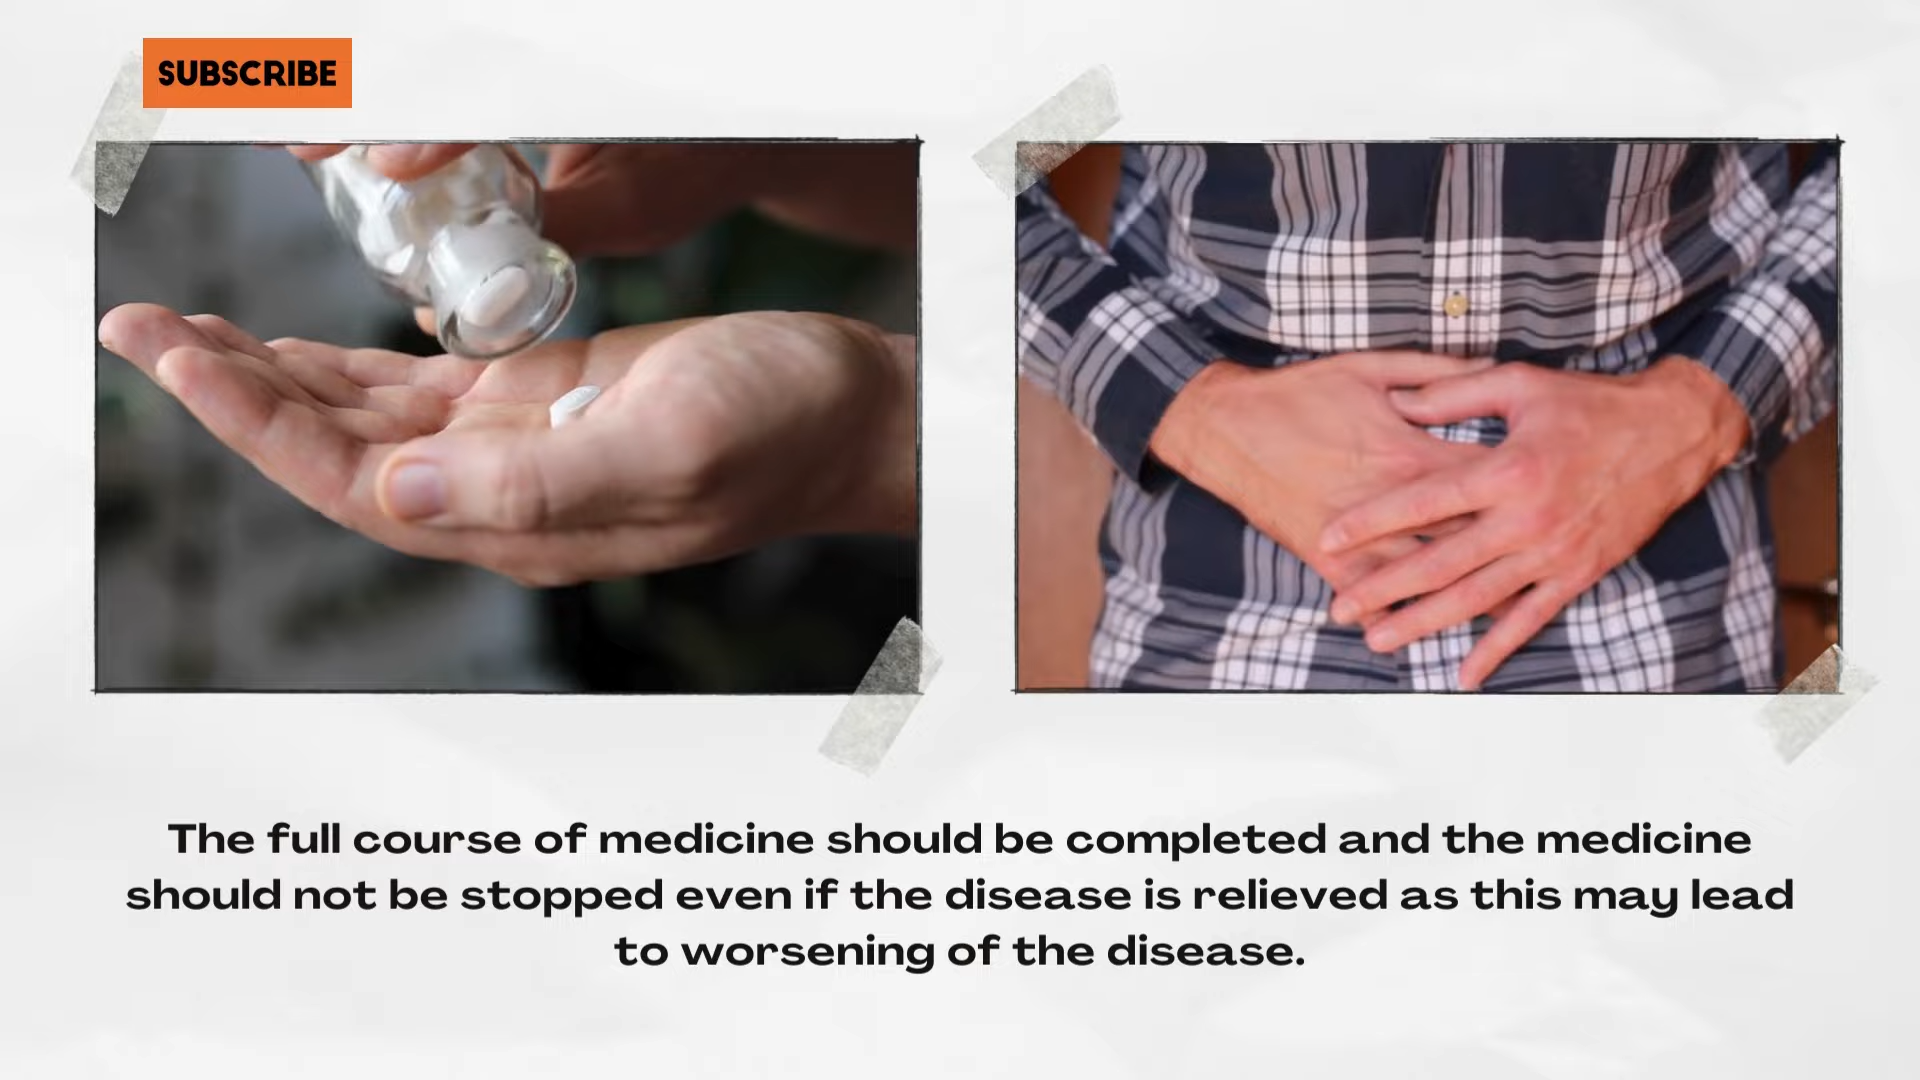 SUBSCRIBE
The full course of medicine should be completed and the medicine
should not be stopped even if the disease is relieved as this may lead
to worsening of the disease.